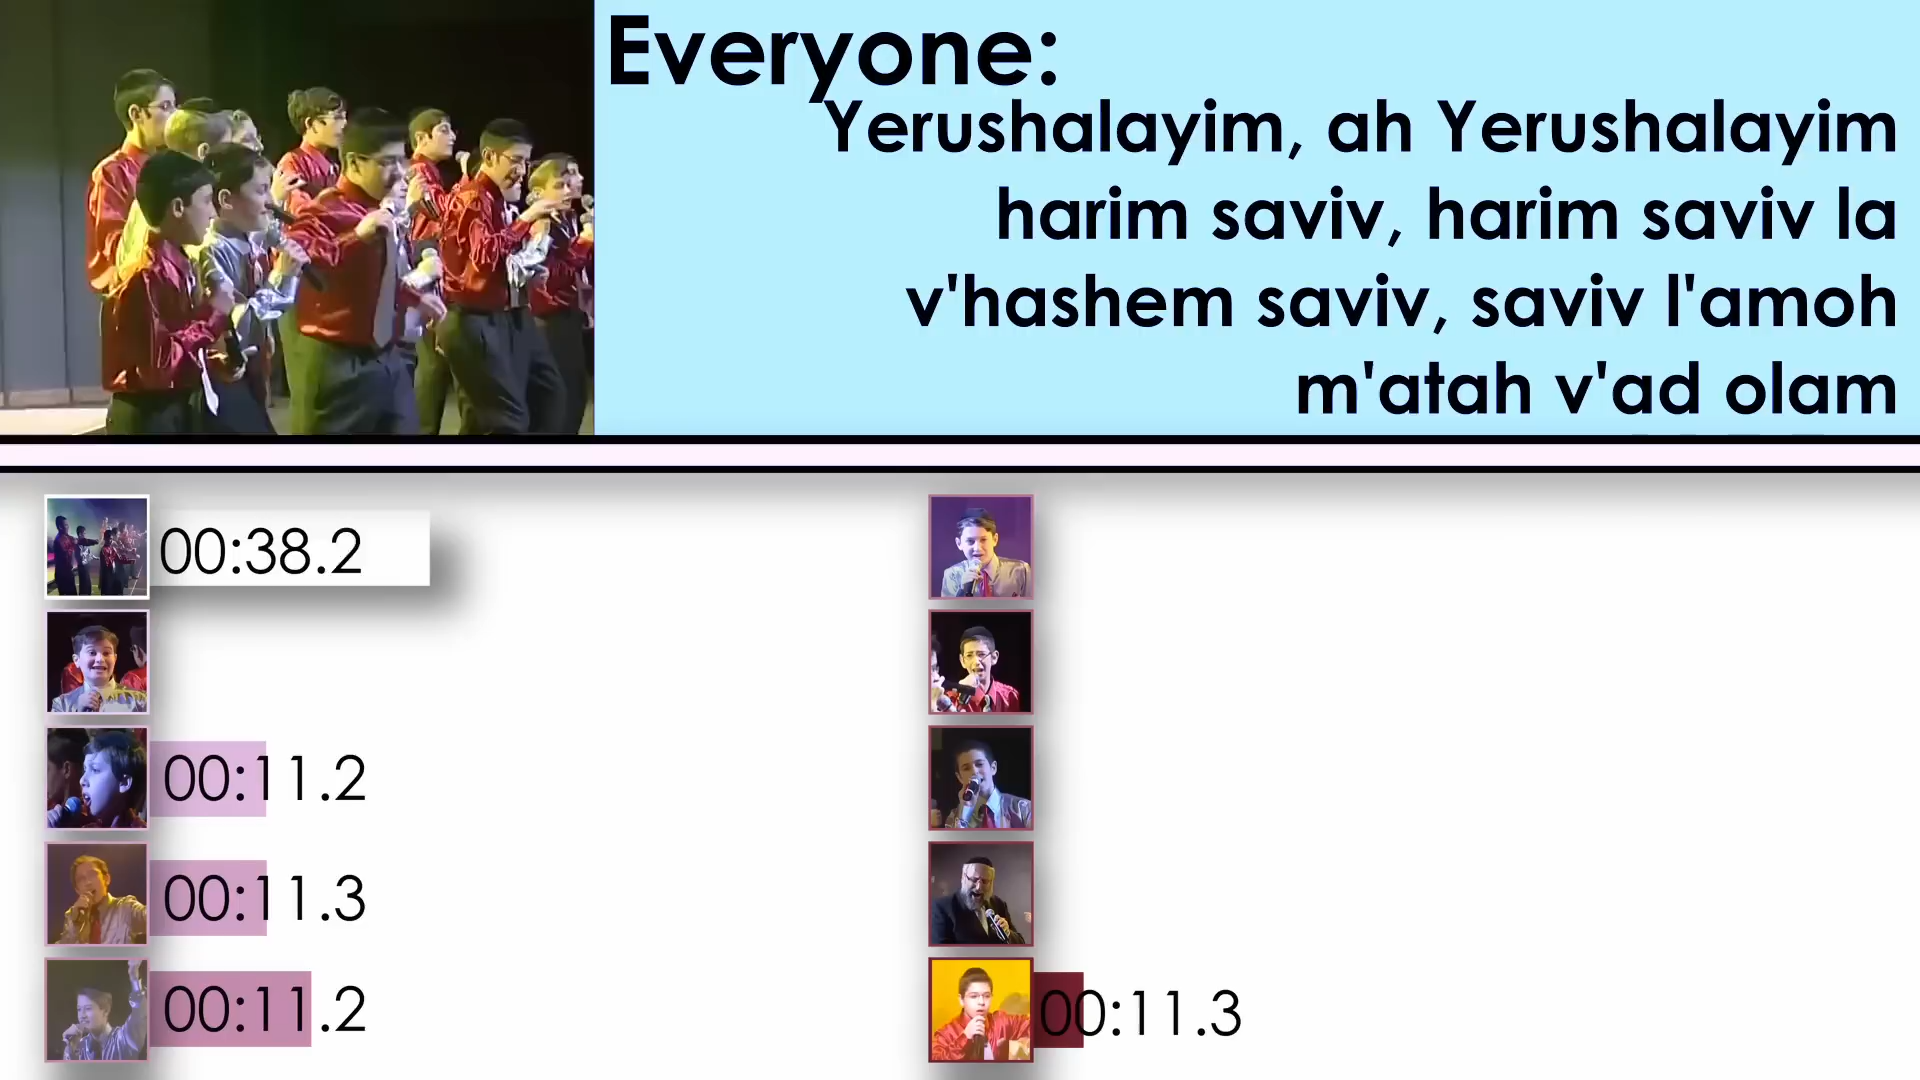 Everyone:
Yerushalayim, ah Yerushalayim
harim saviv, harim saviv la
v'hashem saviv, saviv l'amoh
m'atah v'ad olam
00:38.2
00:11.2
00:11.3
00:11.2
00:11.3